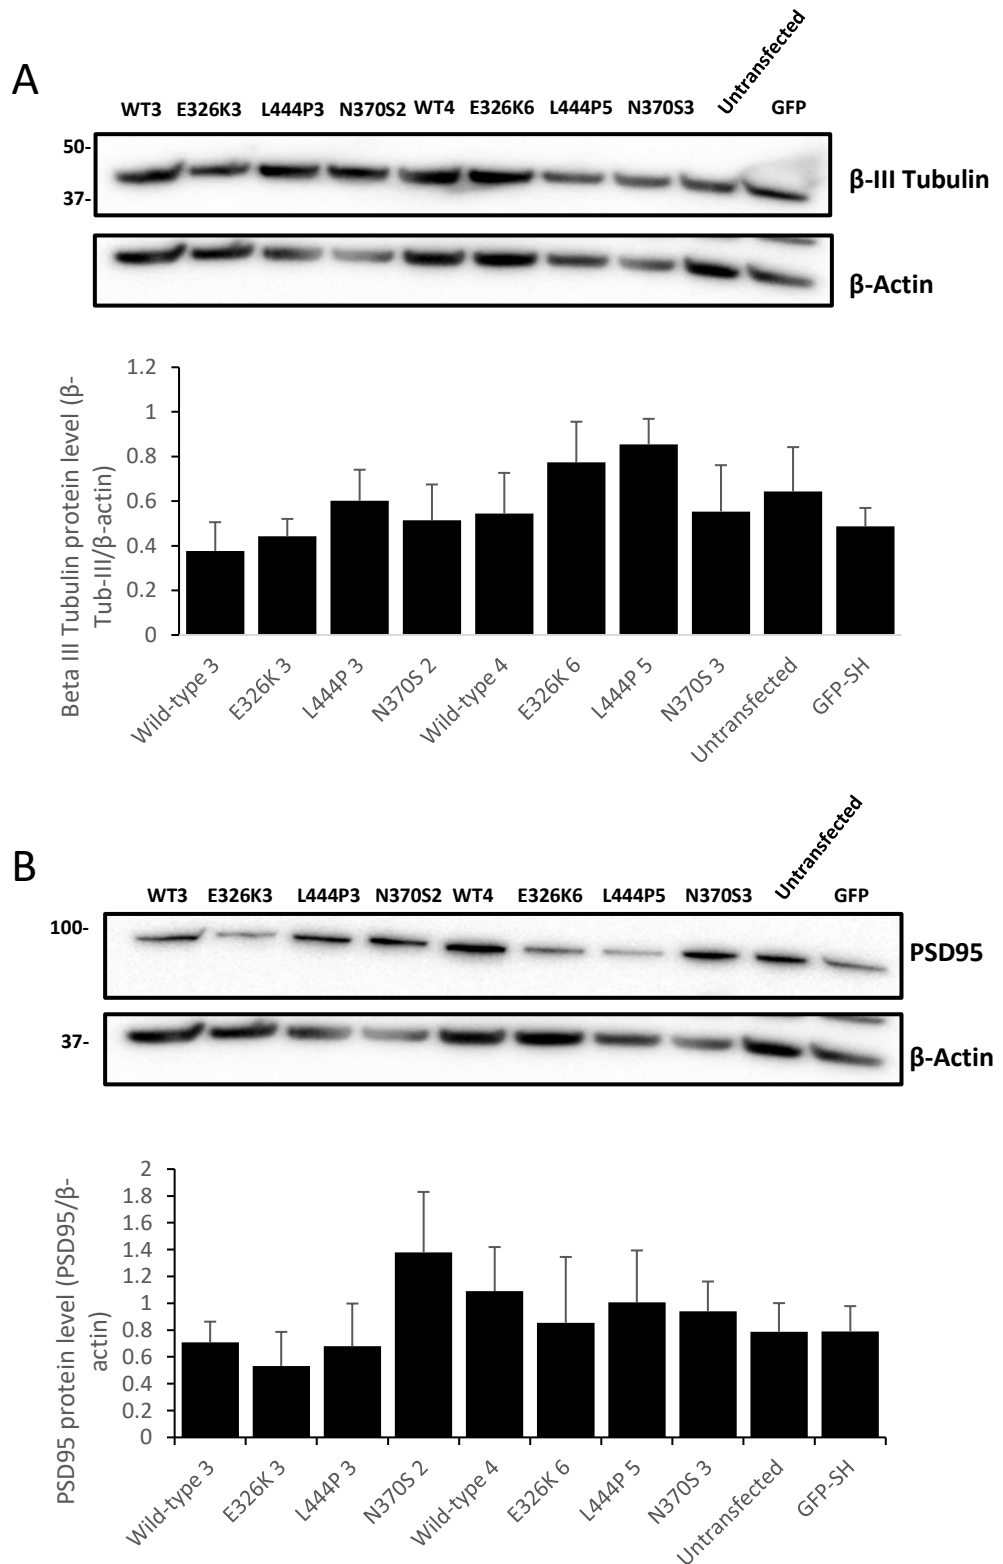 A
Untransfected
WT3 E326K3 L444P3 N370S2 WT4 E326K6 L444P5 N370S3 GFP
50-
37-
β-III Tubulin
β-Actin
Beta III Tubulin protein level (β-
Tub-III/β-actin)
1.2
1
0.8
0.6
0.4
0.2
0
Wild-type 3
E326K 3
L444P 3
N370S 2
Wild-type 4
E326K 6
L444P 5
N370S 3
Untransfected
GFP-SH
B
Untransfected
WT3 E326K3 L444P3 N370S2 WT4 E326K6 L444P5 N370S3 GFP
100-
PSD95
37-
β-Actin
PSD95 protein level (PSD95/β-
actin)
2
1.8
1.6
1.4
1.2
1
0.8
0.6
0.4
0.2
0
Wild-type 3
E326K 3
L444P 3
N370S 2
Wild-type 4
E326K 6
L444P 5
N370S 3
Untransfected
GFP-SH